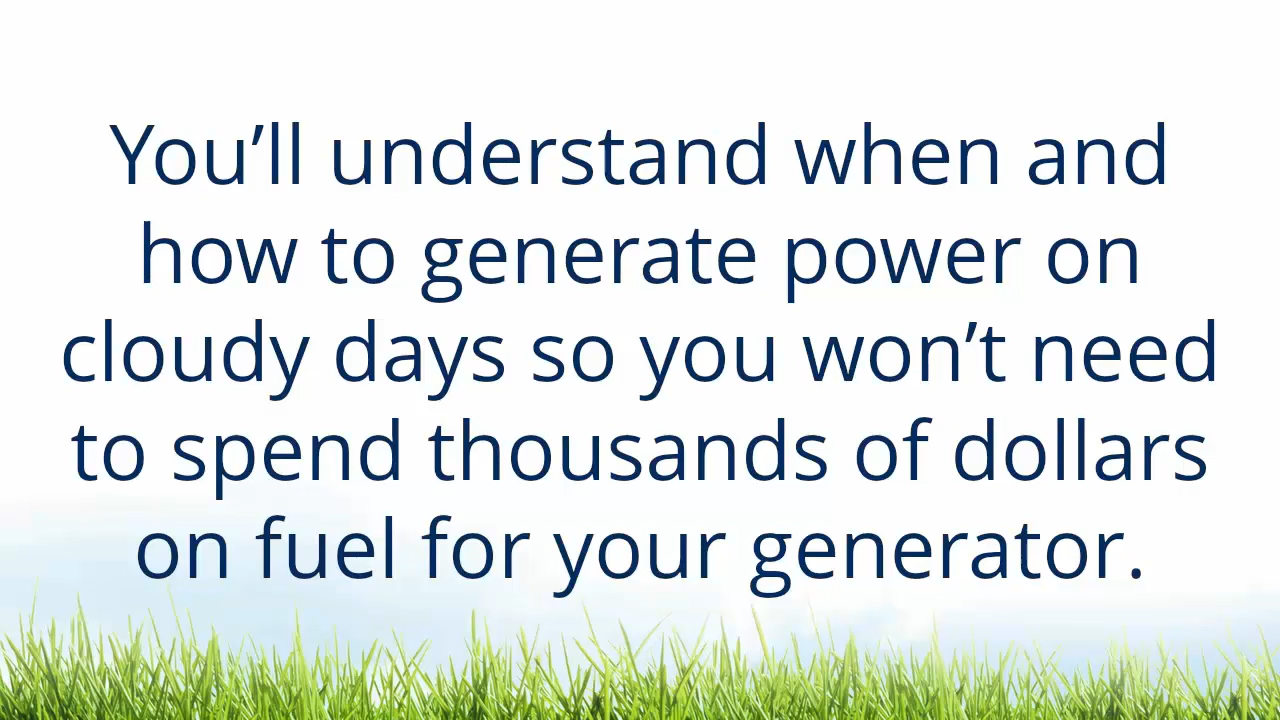 You’ll understand when and
how to generate power on
cloudy days so you won’t need
to spend thousands of dollars
on fuel for your generator.